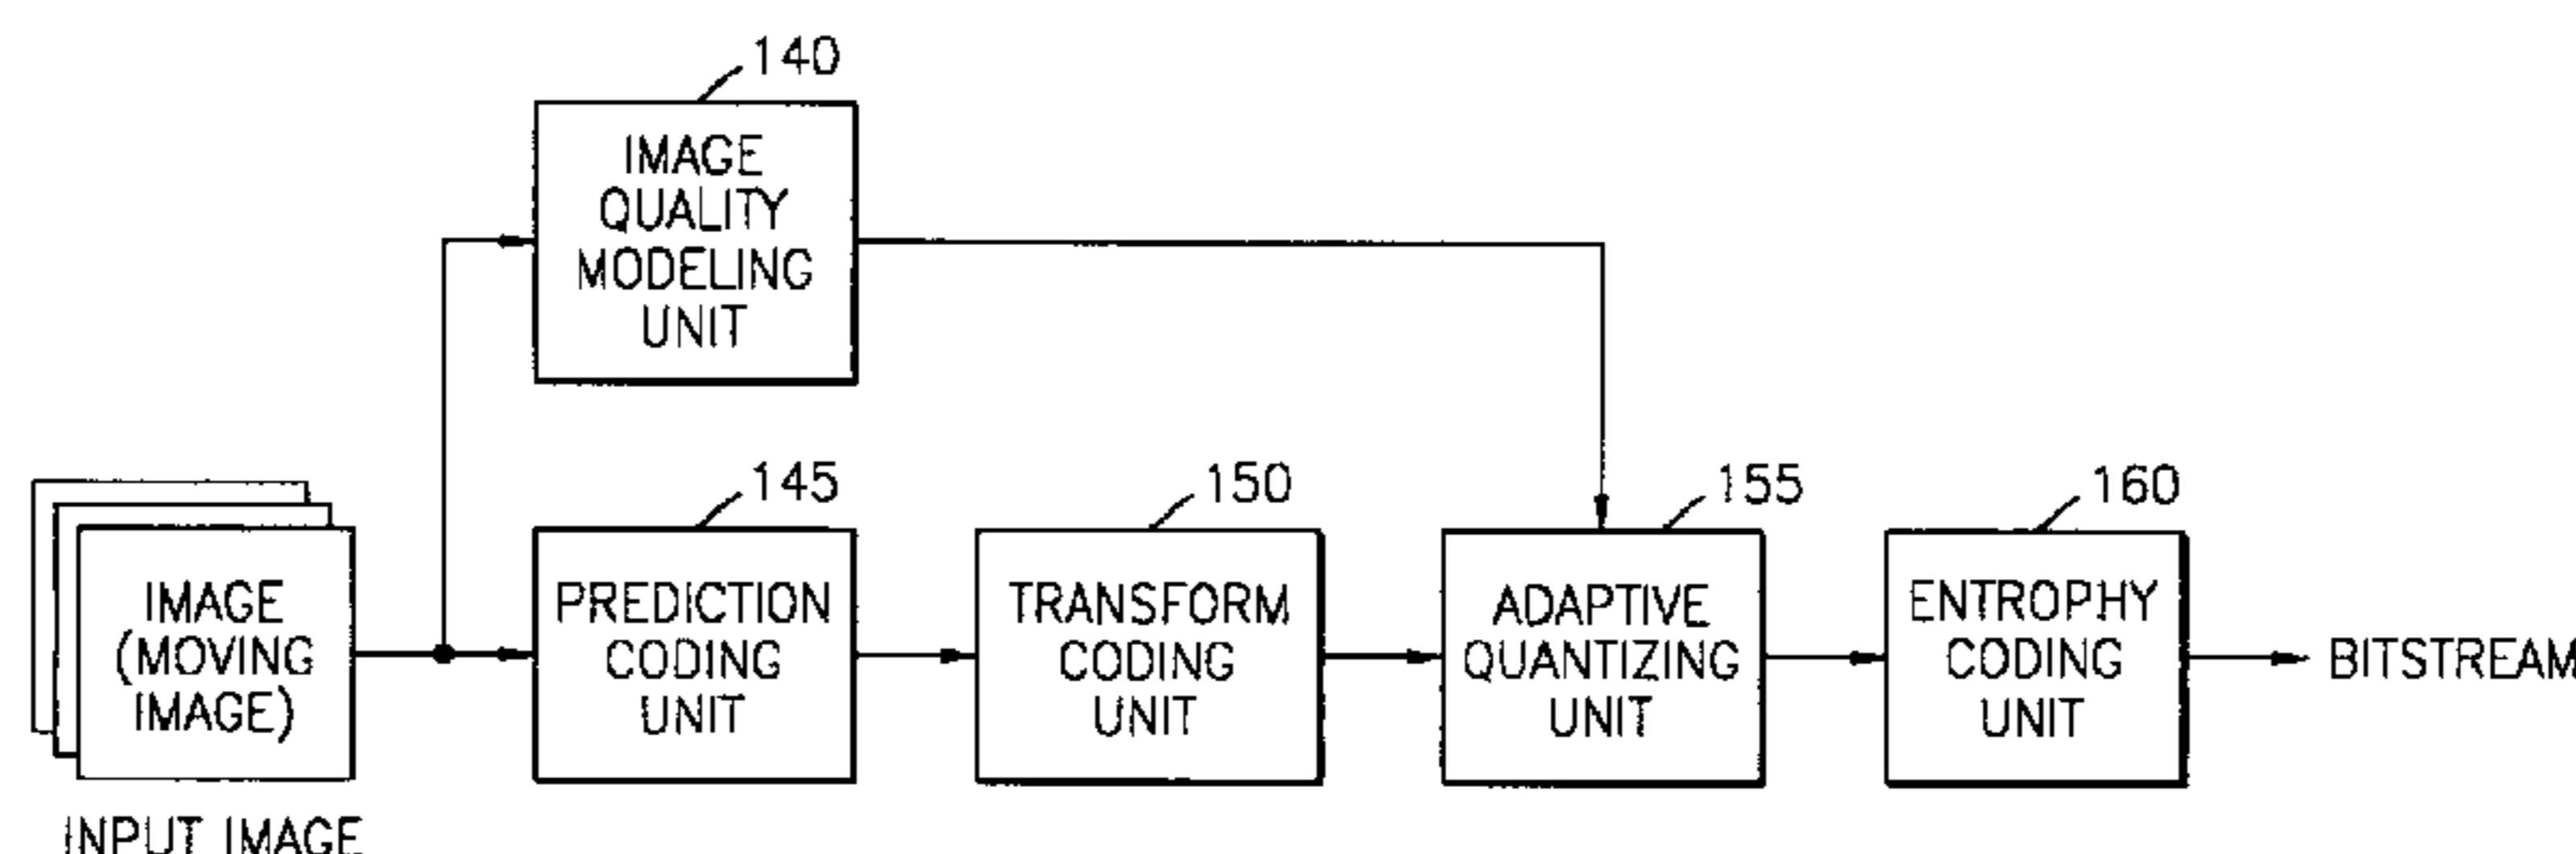 140
IMAGE
QUALITY
MODELING
UNIT
145
150
155
160
IMAGE
(MOVING
IMAGE)
PREDICTION
CODING
UNIT
TRANSFORM
CODING
UNIT
ADAPTIVE
QUANTIZING
UNIT
ENTROPHY
CODING
UNIT
BITSTREAM
INPUT IMAGE